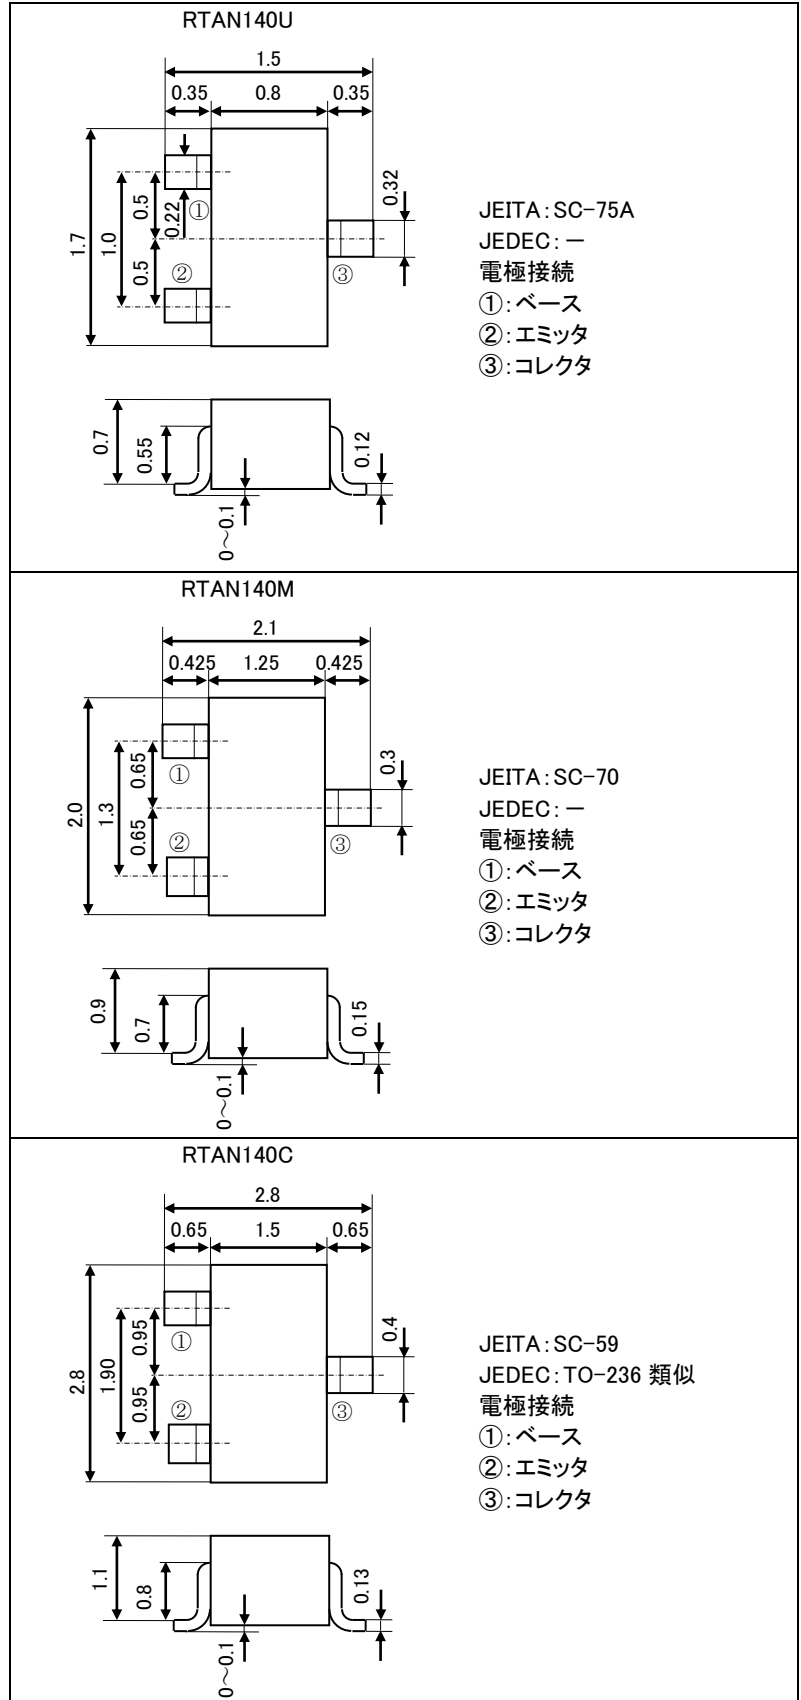 RTAN140U
1.5
0.35 0.8 0.35
1.7
1.0
0.5
0.5
0.22
①
②
③
0.32
JEITA:SC-75A
JEDEC:−
電極接続
①:ベース
②:エミッタ
③:コレクタ
0.7
0.55
0~0.1
0.12
RTAN140M
2.1
0.425 1.25 0.425
2.0
1.3
0.65
0.65
①
②
③
0.3
JEITA:SC-70
JEDEC:−
電極接続
①:ベース
②:エミッタ
③:コレクタ
0.9
0.7
0~0.1
0.15
RTAN140C
2.8
0.65 1.5 0.65
2.8
1.90
0.95
0.95
①
②
③
0.4
JEITA:SC-59
JEDEC:TO-236 類似
電極接続
①:ベース
②:エミッタ
③:コレクタ
1.1
0.8
0~0.1
0.13